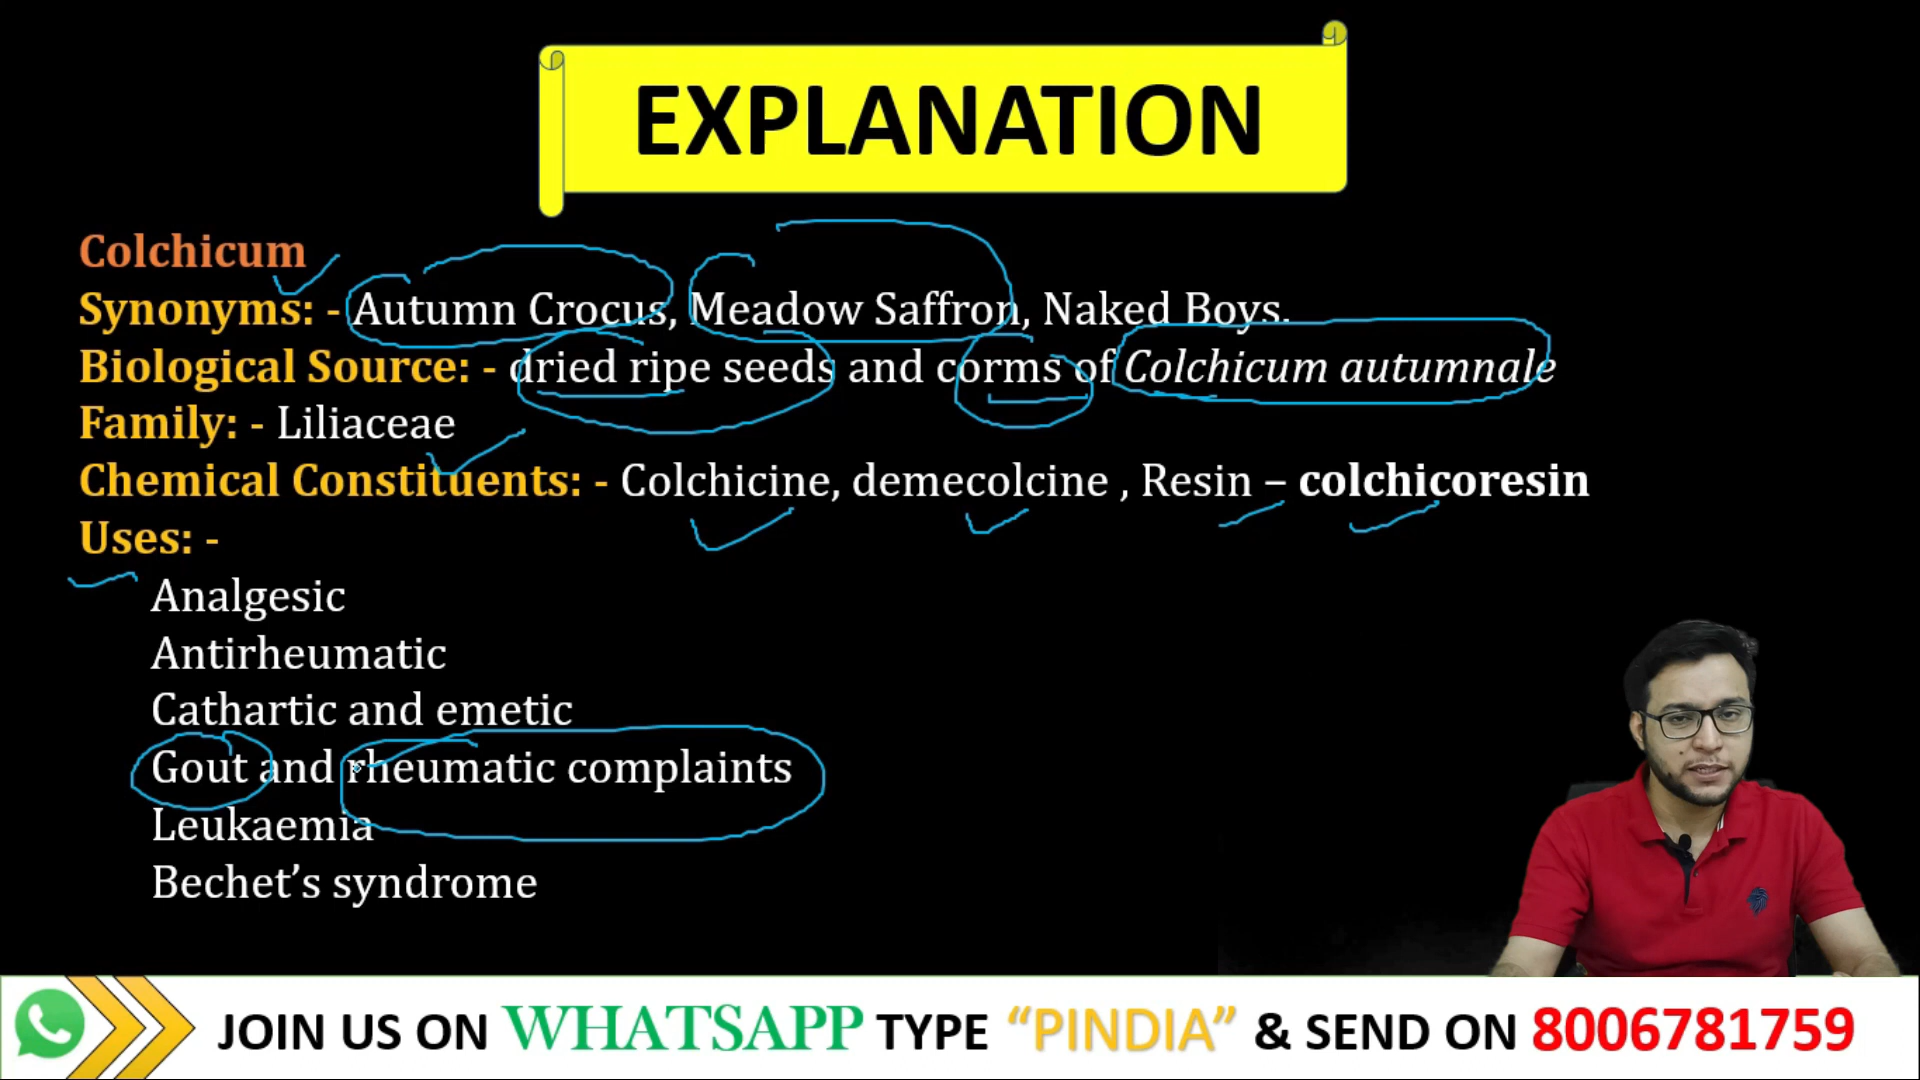 EXPLANATION
Colchicum
Synonyms: - Autumn Crocus, Meadow Saffron, Naked Boys.
Biological Source: - dried ripe seeds and corms of Colchicum autumnale
Family: - Liliaceae
Chemical Constituents: - Colchicine, demecolcine , Resin – colchicoresin
Uses: -
Analgesic
Antirheumatic
Cathartic and emetic
Gout and rheumatic complaints
Leukaemia
Bechet’s syndrome
JOIN US ON WHATSAPP TYPE “PINDIA” & SEND ON 8006781759